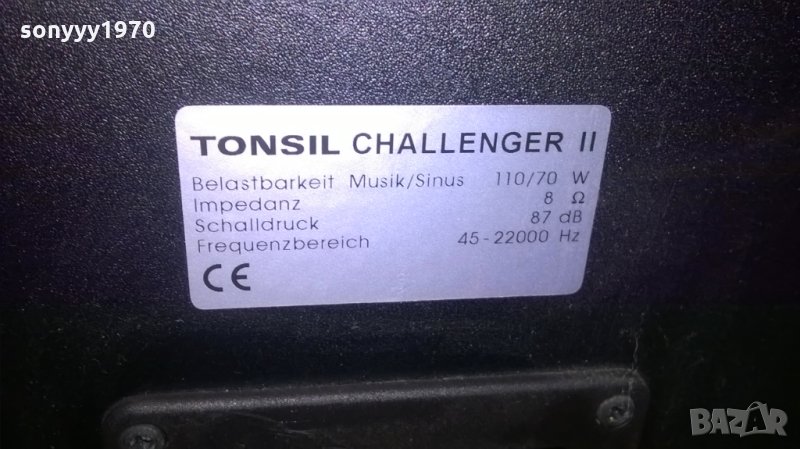 sonyyy1970
TONSIL CHALLENGER II
Belastbarkeit Musik/Sinus 110/70 W
Impedanz 8 Ω
Schalldruck 87 dB
Frequenzbereich 45-22000 Hz
CE
BAZAR